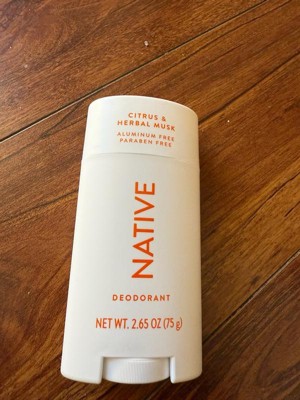 CITRUS &
HERBAL MUSK
ALUMINUM FREE
PARABEN FREE
NATIVE
DEODORANT
NET WT. 2.65 OZ (75 g)